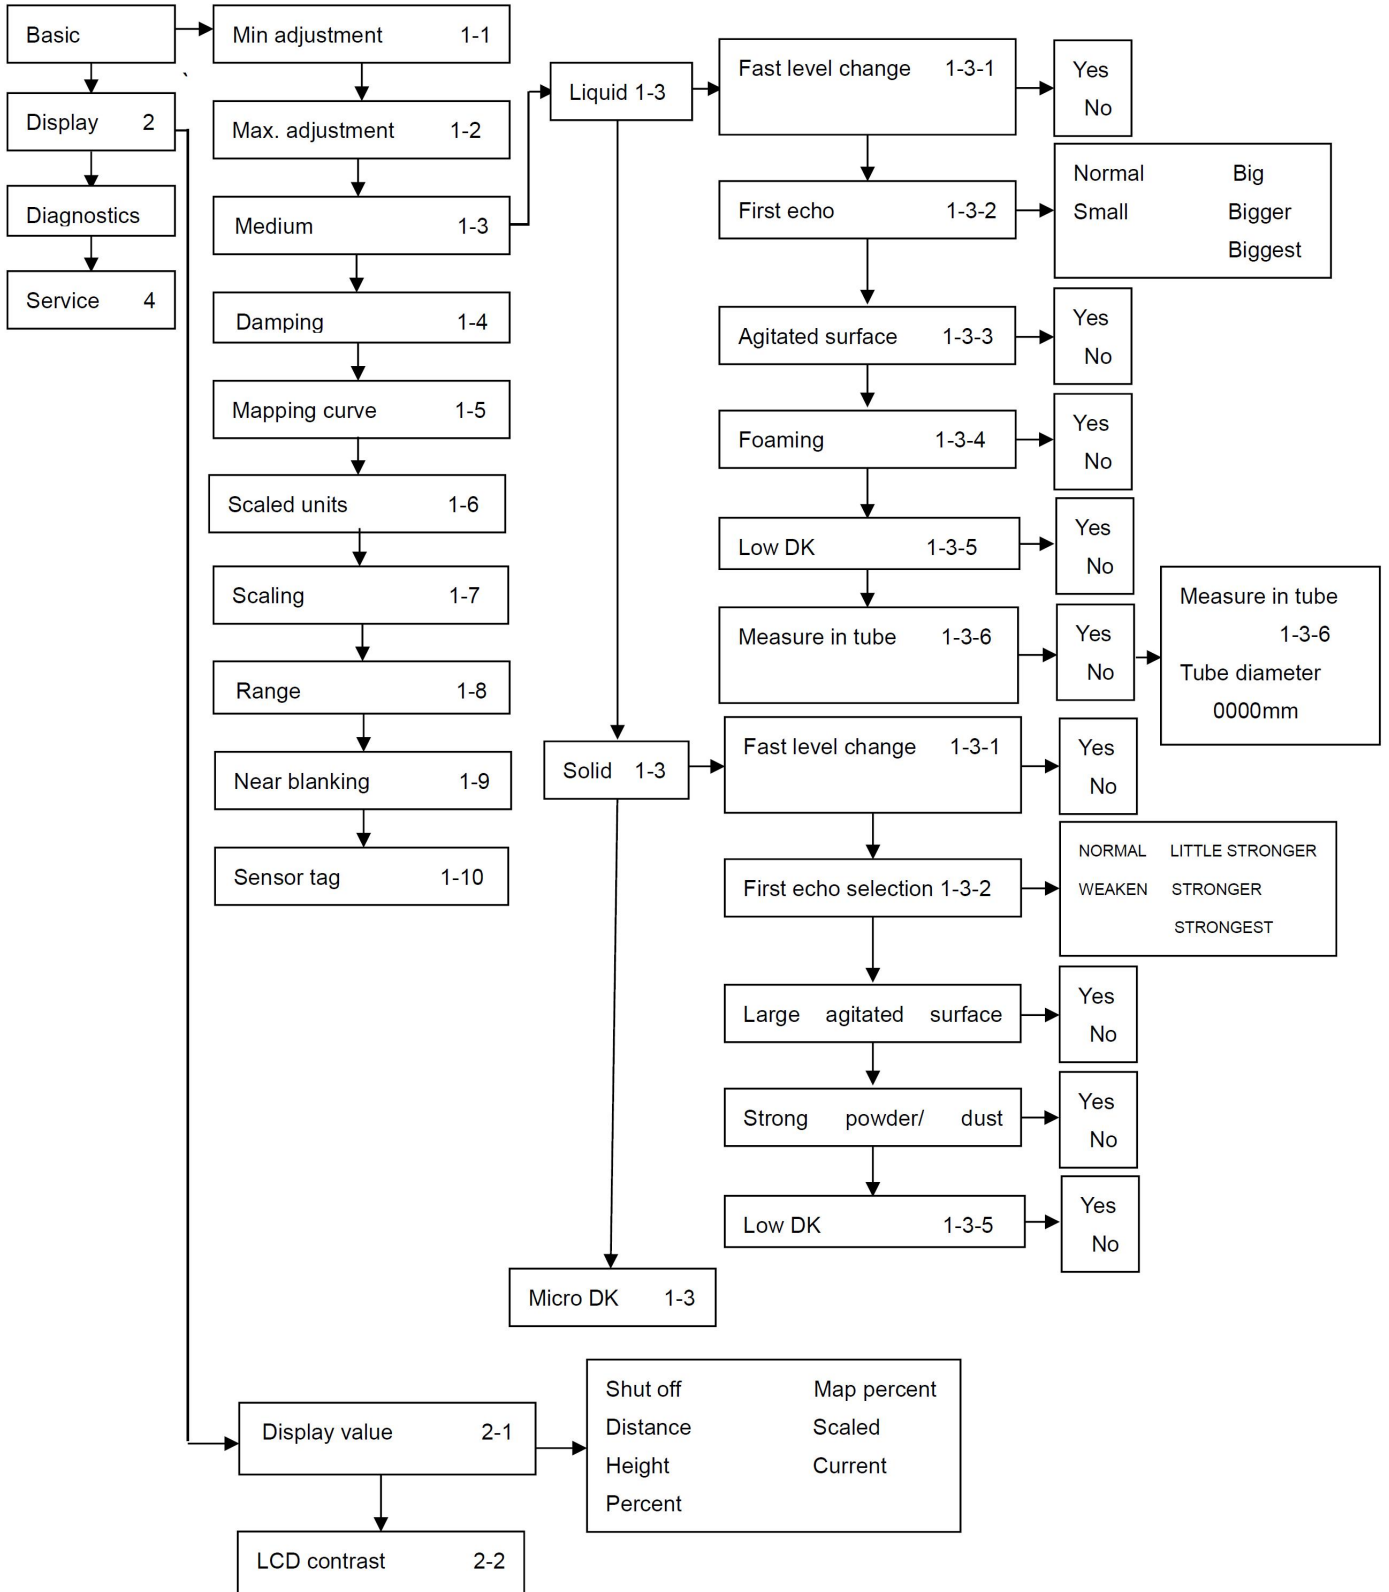 Basic
Display 2
Diagnostics
Service 4
Min adjustment 1-1
Max. adjustment 1-2
Medium 1-3
Damping 1-4
Mapping curve 1-5
Scaled units 1-6
Scaling 1-7
Range 1-8
Near blanking 1-9
Sensor tag 1-10
Liquid 1-3
Fast level change 1-3-1
Yes
No
First echo 1-3-2
Normal Big
Small Bigger
Biggest
Agitated surface 1-3-3
Yes
No
Foaming 1-3-4
Yes
No
Low DK 1-3-5
Yes
No
Measure in tube 1-3-6
Yes
No
Measure in tube
1-3-6
Tube diameter
0000mm
Solid 1-3
Fast level change 1-3-1
Yes
No
First echo selection 1-3-2
NORMAL LITTLE STRONGER
WEAKEN STRONGER
STRONGEST
Large agitated surface
Yes
No
Strong powder/ dust
Yes
No
Low DK 1-3-5
Yes
No
Micro DK 1-3
Display value 2-1
Shut off Map percent
Distance Scaled
Height Current
Percent
LCD contrast 2-2